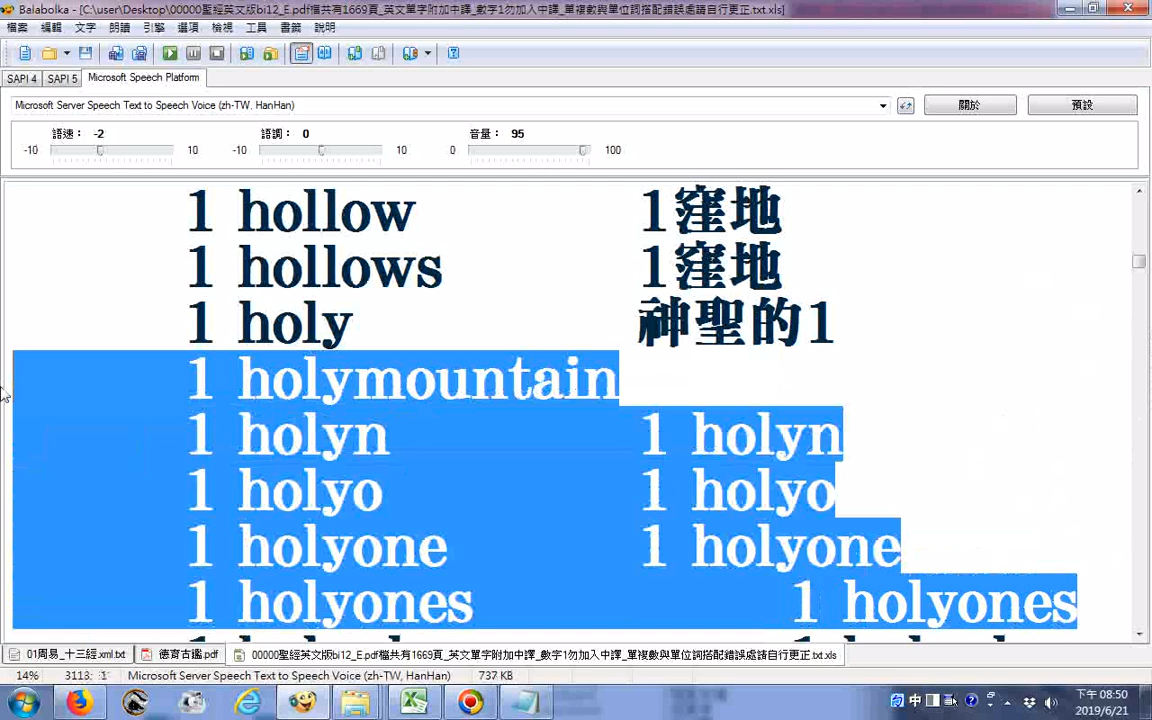 Balabolka - [C:\user\Desktop\00000聖經英文版bi12_E.pdf檔共有1669頁_英文單字附加中譯_數字1勿加入中譯_單複數與單位詞搭配錯誤處請自行更正.txt.xls]
檔案 編輯 文字 朗讀 引擎 選項 檢視 工具 書籤 說明
SAPI 4 SAPI 5 Microsoft Speech Platform
Microsoft Server Speech Text to Speech Voice (zh-TW, HanHan) 關於 預設
語速： -2 語調： 0 音量： 95
-10 10 -10 10 0 100
1 hollow 1窪地
1 hollows 1窪地
1 holy 神聖的1
1 holymountain
1 holyn 1 holyn
1 holyo 1 holyo
1 holyone 1 holyone
1 holyones 1 holyones
01周易_十三經.xml.txt 德育古鑑.pdf 00000聖經英文版bi12_E.pdf檔共有1669頁_英文單字附加中譯_數字1勿加入中譯_單複數與單位詞搭配錯誤處請自行更正.txt.xls
14% 3113: 1 Microsoft Server Speech Text to Speech Voice (zh-TW, HanHan) 737 KB
中 下午 08:50
2019/6/21